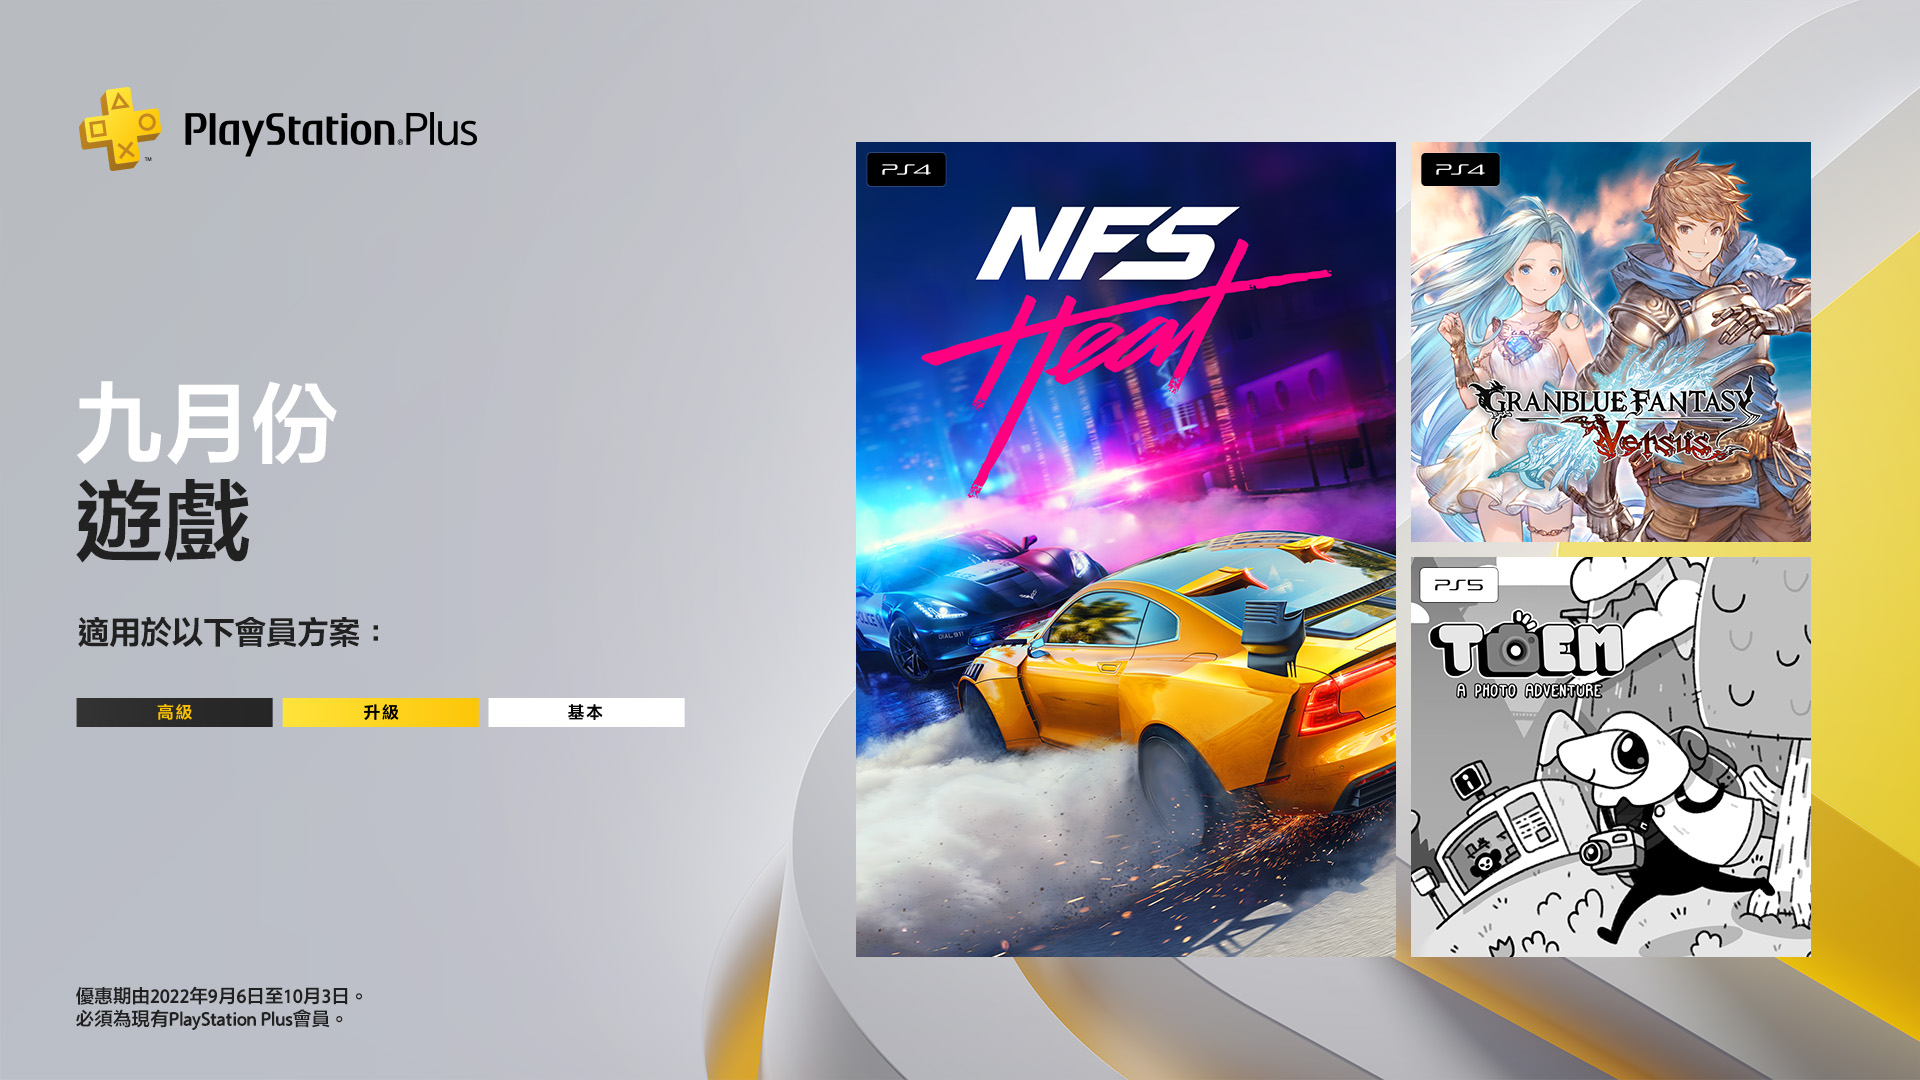 PlayStation®Plus
™
九月份
遊戲
適用於以下會員方案：
高級
升級
基本
優惠期由2022年9月6日至10月3日。
必須為現有PlayStation Plus會員。
PS4
NFS
Heat
DIAL 911
PS4
GRANBLUE FANTASY
Versus
PS5
TOEM
A PHOTO ADVENTURE